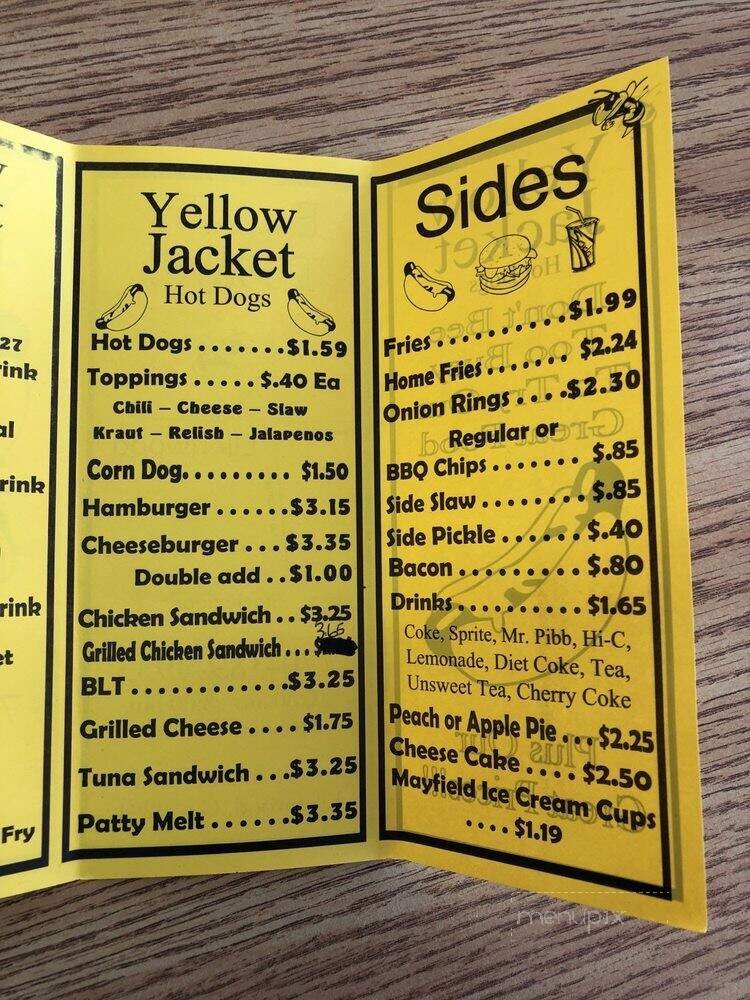 27
rink
al
rink
rink
et
Fry
Yellow
Jacket
Hot Dogs
Hot Dogs.......$1.59
Toppings.....$.40 Ea
Chili – Cheese – Slaw
Kraut – Relish – Jalapenos
Corn Dog......... $1.50
Hamburger......$3.15
Cheeseburger...$3.35
Double add..$1.00
Chicken Sandwich..$3.25
3.65
Grilled Chicken Sandwich...$
BLT............$3.25
Grilled Cheese....$1.75
Tuna Sandwich...$3.25
Patty Melt......$3.35
Sides
Fries..........$1.99
Home Fries....... $2.24
Onion Rings....$2.30
Regular or
BBQ Chips....... $.85
Side Slaw........$.85
Side Pickle......$.40
Bacon......... $.80
Drinks..........$1.65
Coke, Sprite, Mr. Pibb, Hi-C,
Lemonade, Diet Coke, Tea,
Unsweet Tea, Cherry Coke
Peach or Apple Pie...$2.25
Cheese Cake....$2.50
Mayfield Ice Cream Cups
....$1.19
menupix